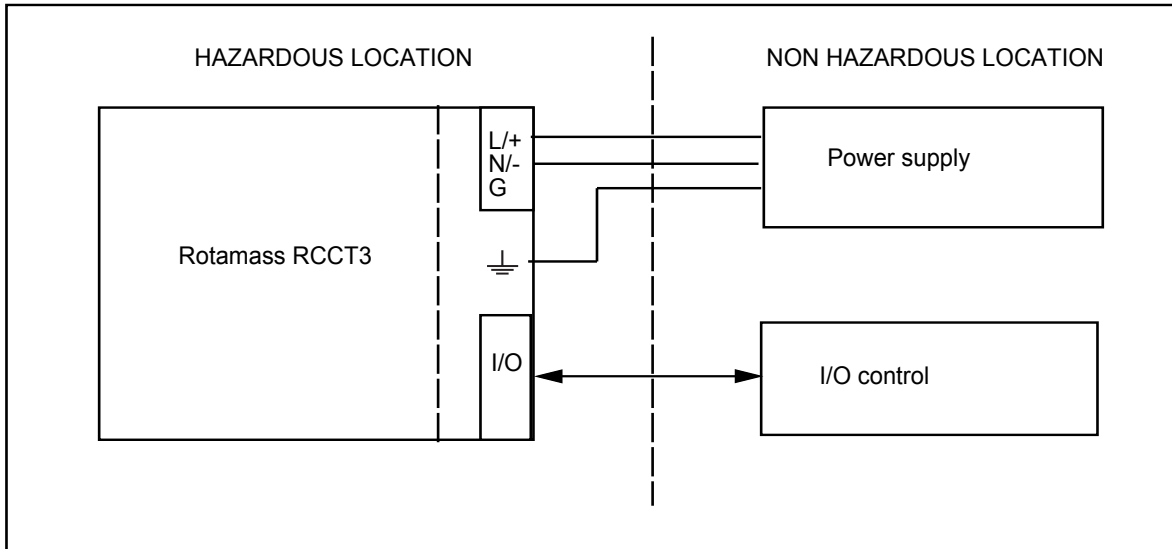 HAZARDOUS LOCATION
NON HAZARDOUS LOCATION
L/+
N/-
G
Power supply
Rotamass RCCT3
I/O
I/O control